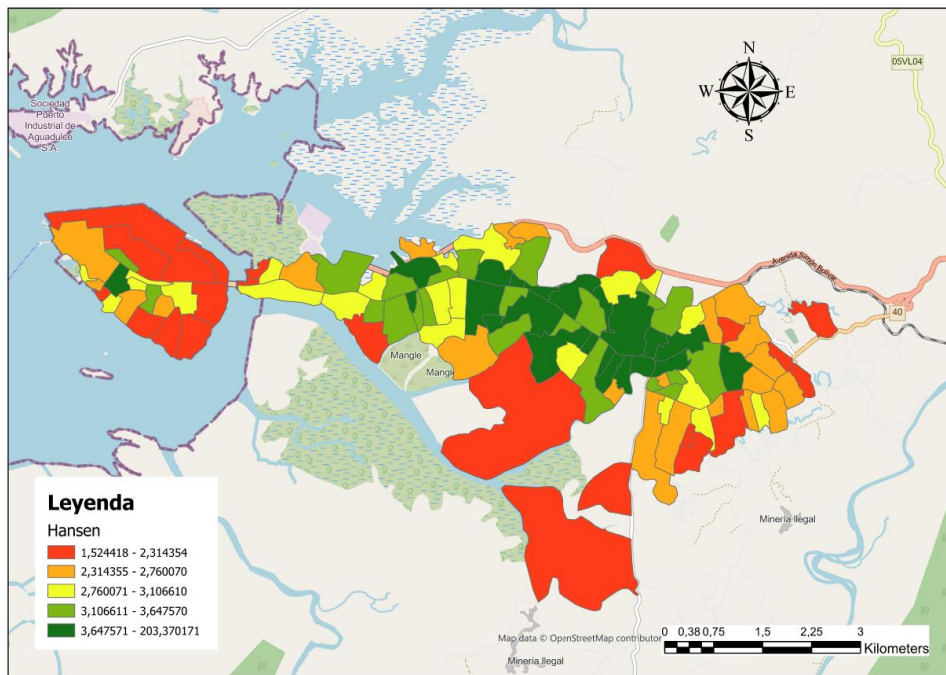 N
W E
S
05VL04
Sociedad
Puerto
Industrial de
Aguadulce
S.A.
Avenida Simón Bolívar
40
Mangle
Mangle
Minería Ilegal
Leyenda
Hansen
1,524418 - 2,314354
2,314355 - 2,760070
2,760071 - 3,106610
3,106611 - 3,647570
3,647571 - 203,370171
Map data © OpenStreetMap contributor
Minería Ilegal
0 0,38 0,75 1,5 2,25 3
Kilometers